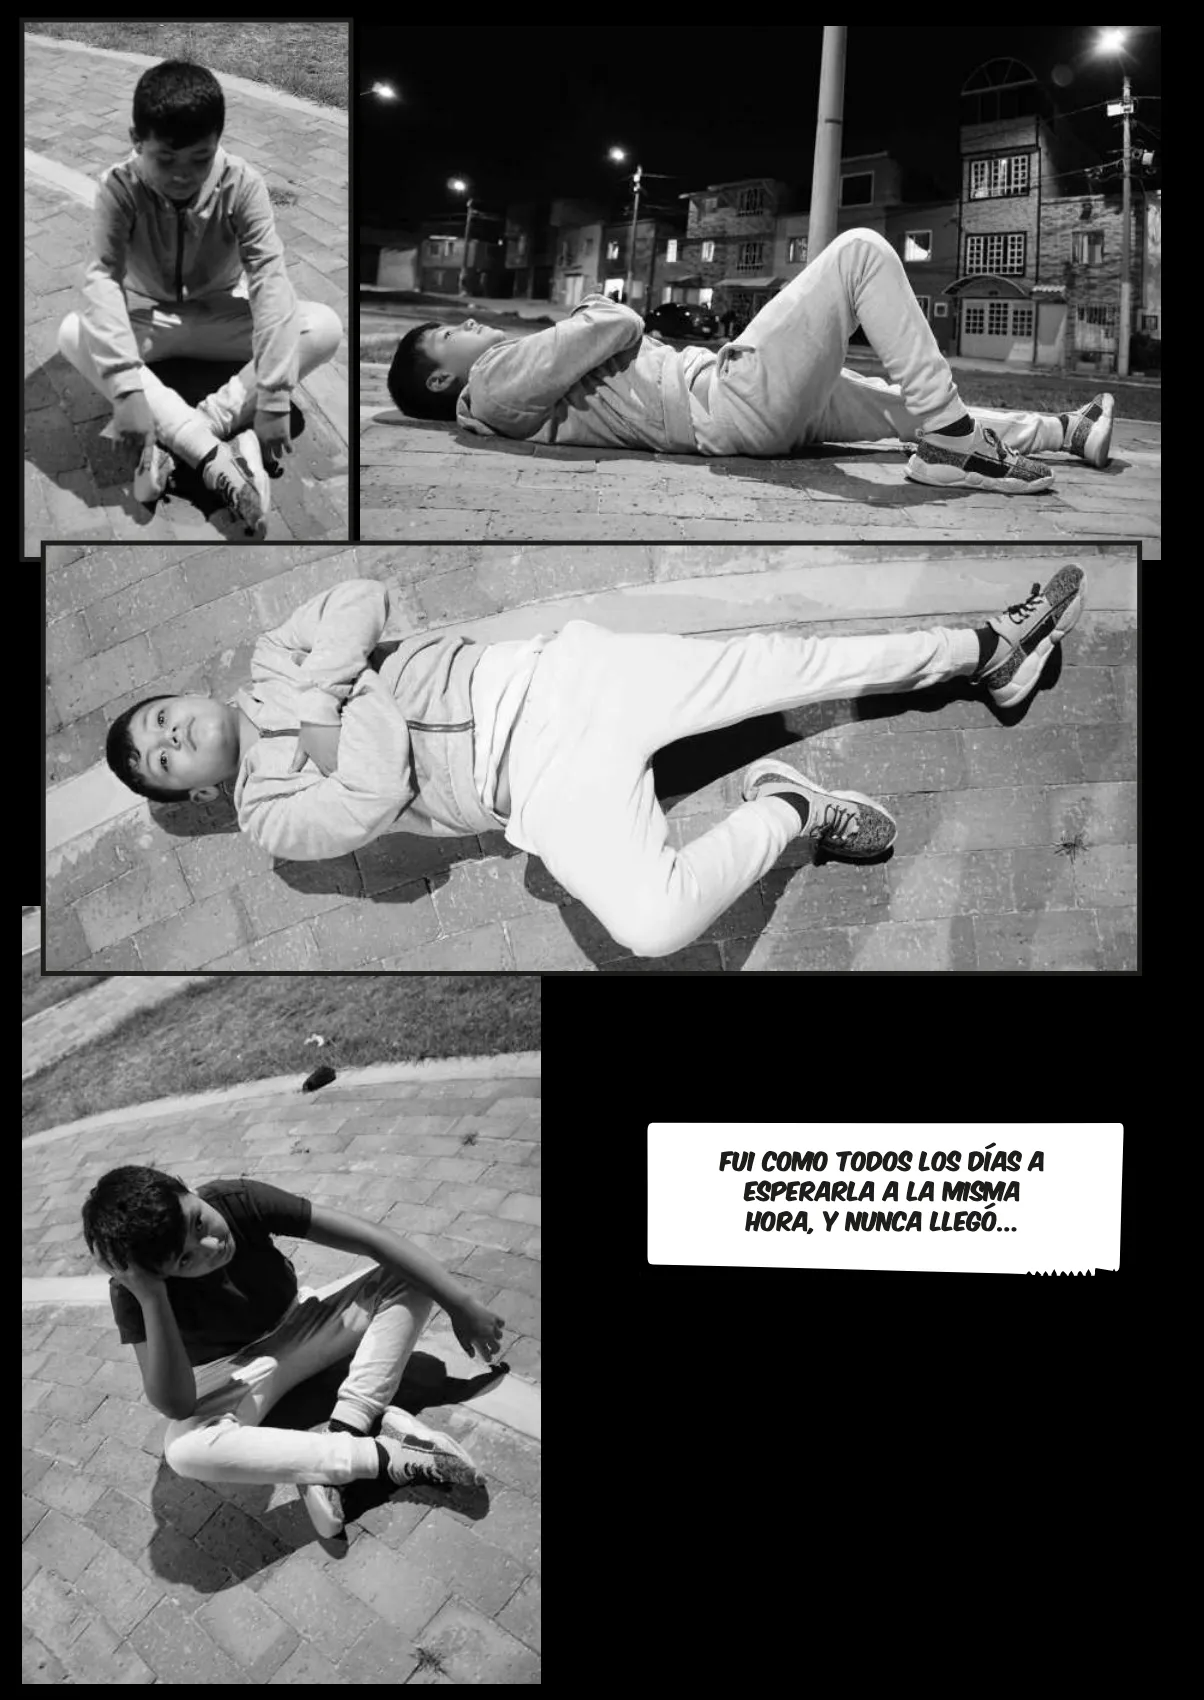 FUI COMO TODOS LOS DÍAS A
ESPERARLA A LA MISMA
HORA, Y NUNCA LLEGÓ...